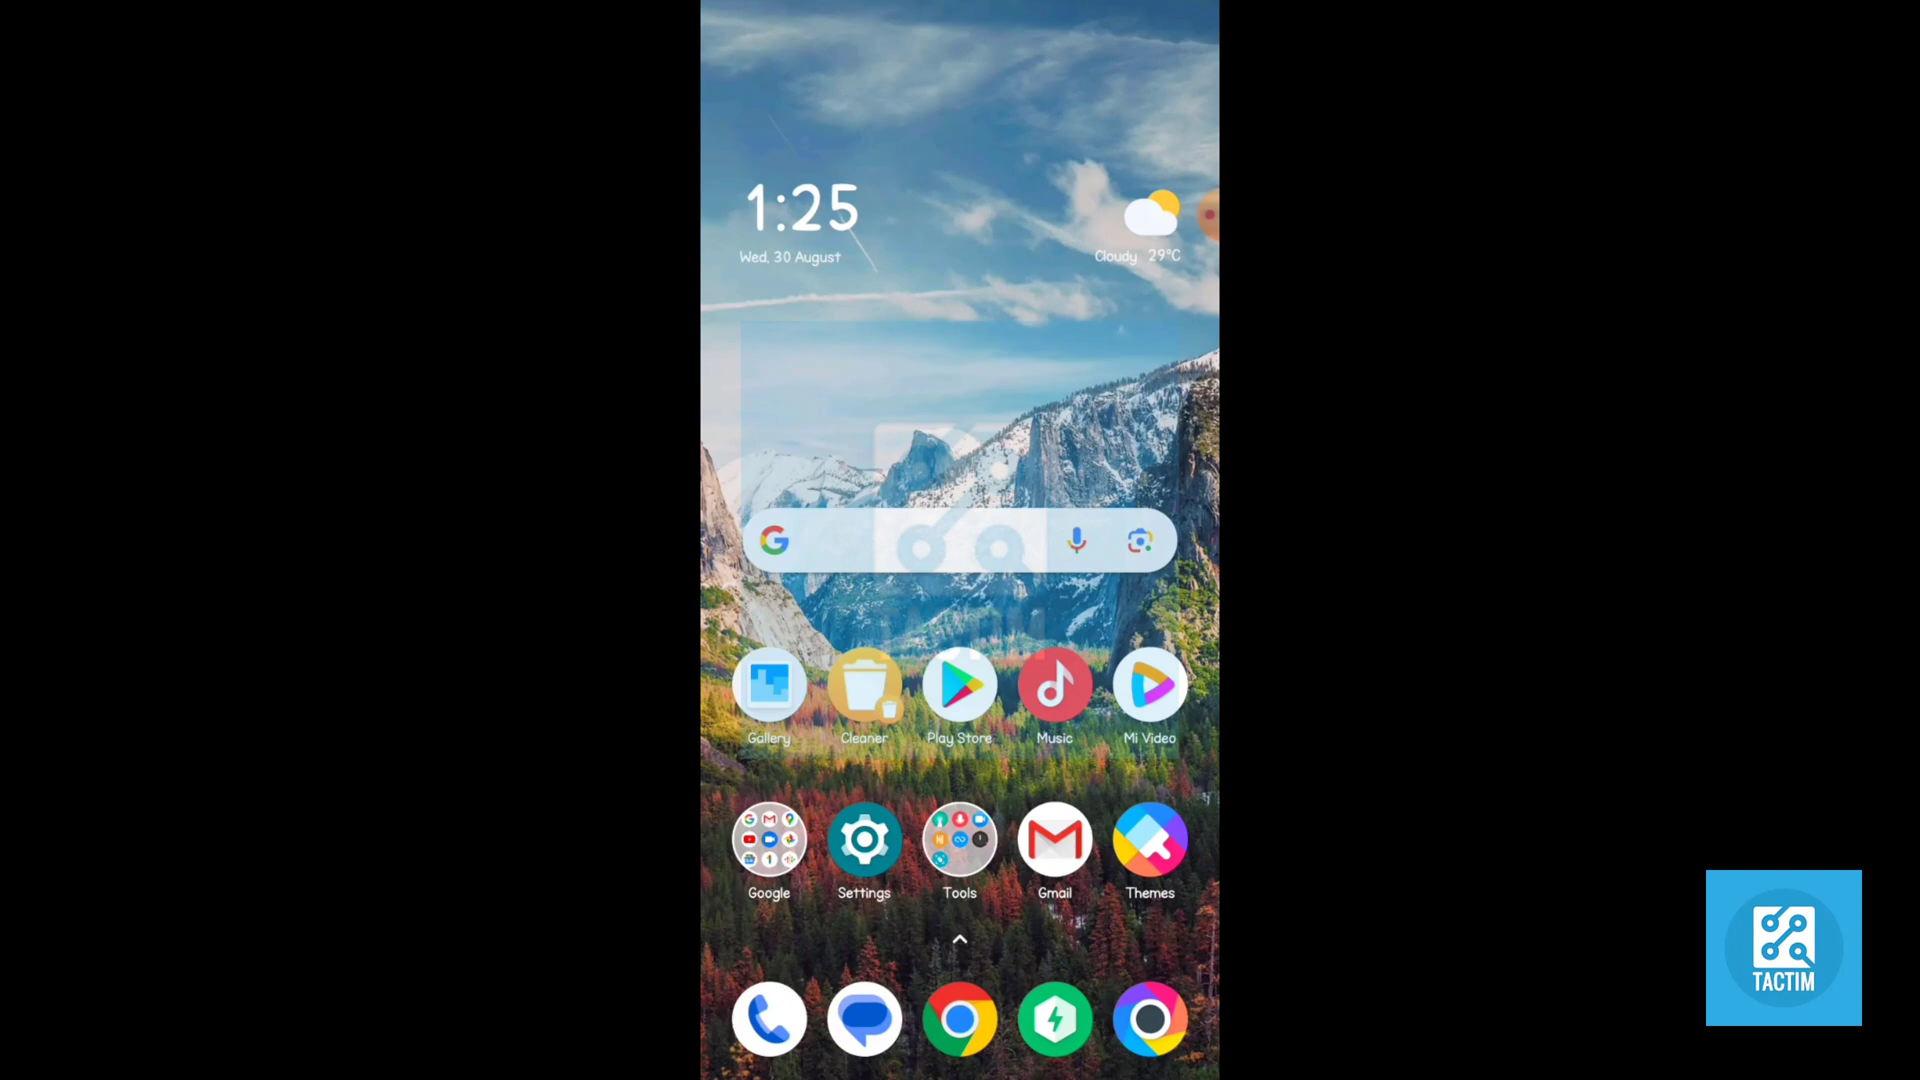 1:25
Wed, 30 August
Cloudy 29°C
Gallery
Cleaner
Play Store
Music
Mi Video
Google
Settings
Tools
Gmail
Themes
TACTIM